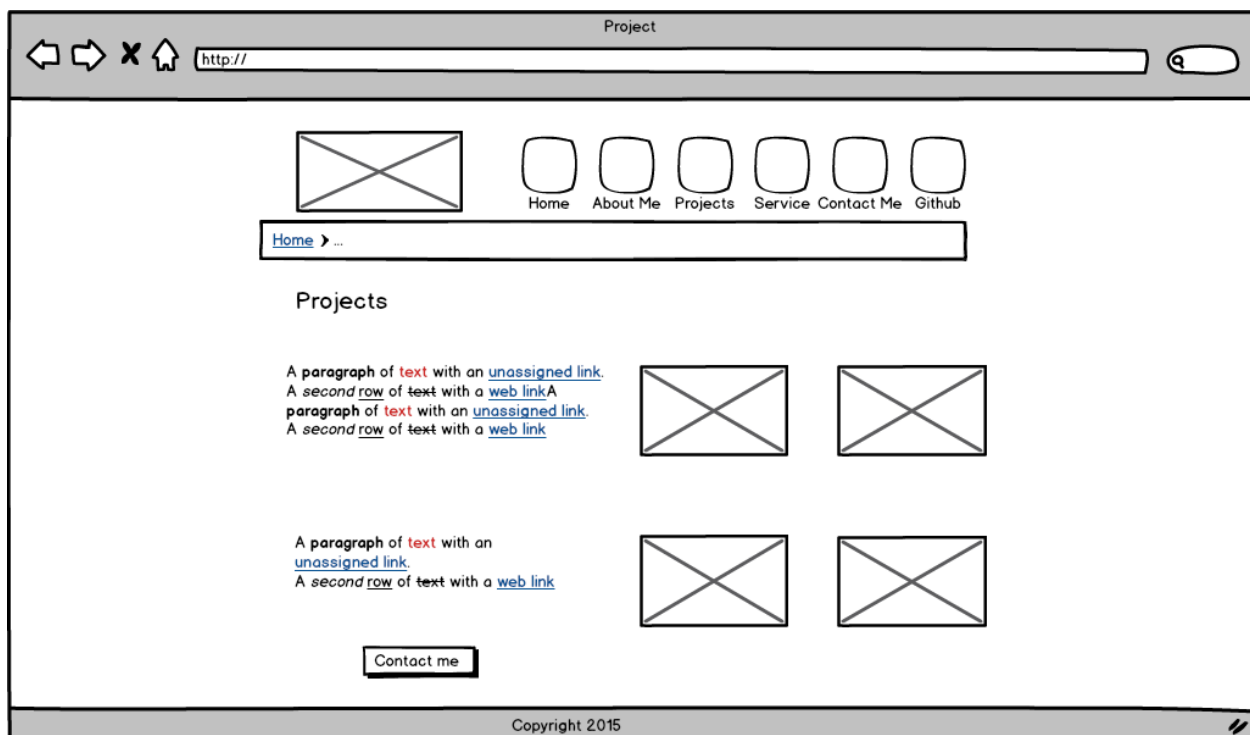 Project
http://
Home About Me Projects Service Contact Me Github
Home ...
Projects
A paragraph of text with an unassigned link.
A second row of text with a web linkA
paragraph of text with an unassigned link.
A second row of text with a web link
A paragraph of text with an
unassigned link.
A second row of text with a web link
Contact me
Copyright 2015